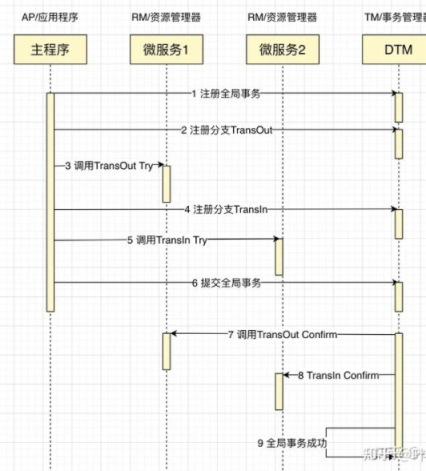 AP/应用程序
RM/资源管理器
RM/资源管理器
TM/事务管理器
主程序
微服务1
微服务2
DTM
1 注册全局事务
2 注册分支TransOut
3 调用TransOut Try
4 注册分支TransIn
5 调用TransIn Try
6 提交全局事务
7 调用TransOut Confirm
8 TransIn Confirm
9 全局事务成功